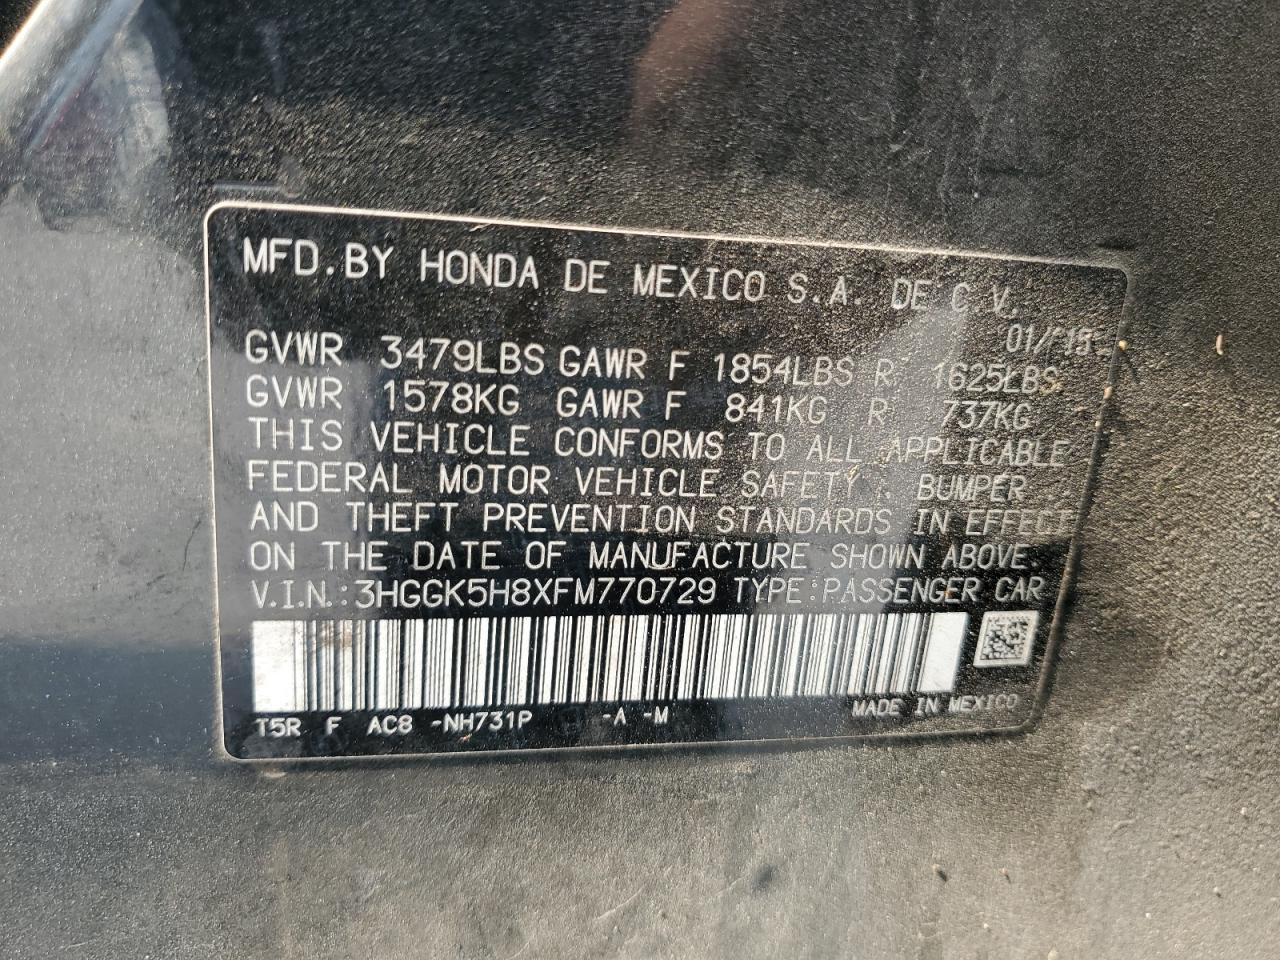 MFD.BY HONDA DE MEXICO S.A. DE C.V.
01/15
GVWR 3479LBS GAWR F 1854LBS R 1625LBS
GVWR 1578KG GAWR F 841KG R 737KG
THIS VEHICLE CONFORMS TO ALL APPLICABLE
FEDERAL MOTOR VEHICLE SAFETY, BUMPER
AND THEFT PREVENTION STANDARDS IN EFFECT
ON THE DATE OF MANUFACTURE SHOWN ABOVE.
V.I.N.:3HGGK5H8XFM770729 TYPE:PASSENGER CAR
T5R F AC8 -NH731P -A -M MADE IN MEXICO